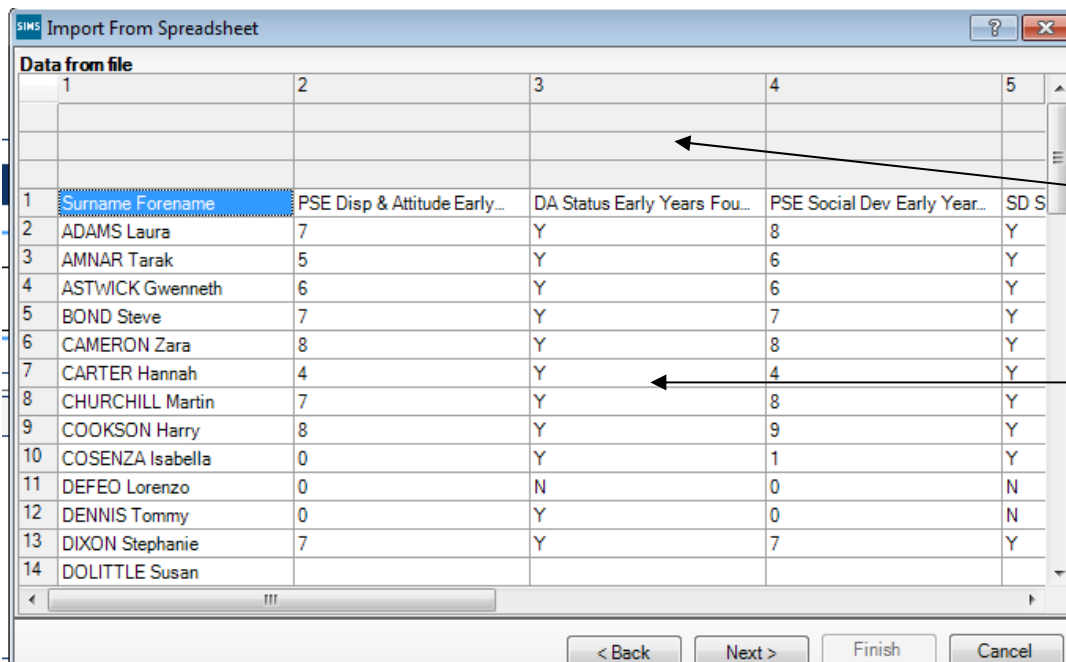 SIMS Import From Spreadsheet ?
Data from file
1 2 3 4 5
1 Surname Forename PSE Disp & Attitude Early... DA Status Early Years Fou... PSE Social Dev Early Year... SD S
2 ADAMS Laura 7 Y 8 Y
3 AMNAR Tarak 5 Y 6 Y
4 ASTWICK Gwenneth 6 Y 6 Y
5 BOND Steve 7 Y 7 Y
6 CAMERON Zara 8 Y 8 Y
7 CARTER Hannah 4 Y 4 Y
8 CHURCHILL Martin 7 Y 8 Y
9 COOKSON Harry 8 Y 9 Y
10 COSENZA Isabella 0 Y 1 Y
11 DEFEO Lorenzo 0 N 0 N
12 DENNIS Tommy 0 Y 0 N
13 DIXON Stephanie 7 Y 7 Y
14 DOLITTLE Susan
< Back Next > Finish Cancel